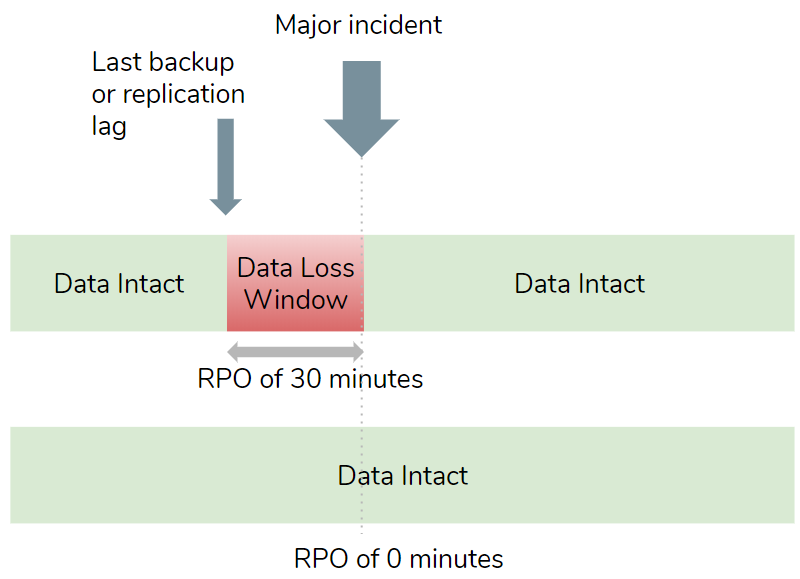 Major incident
Last backup
or replication
lag
Data Intact
Data Loss
Window
Data Intact
RPO of 30 minutes
Data Intact
RPO of 0 minutes